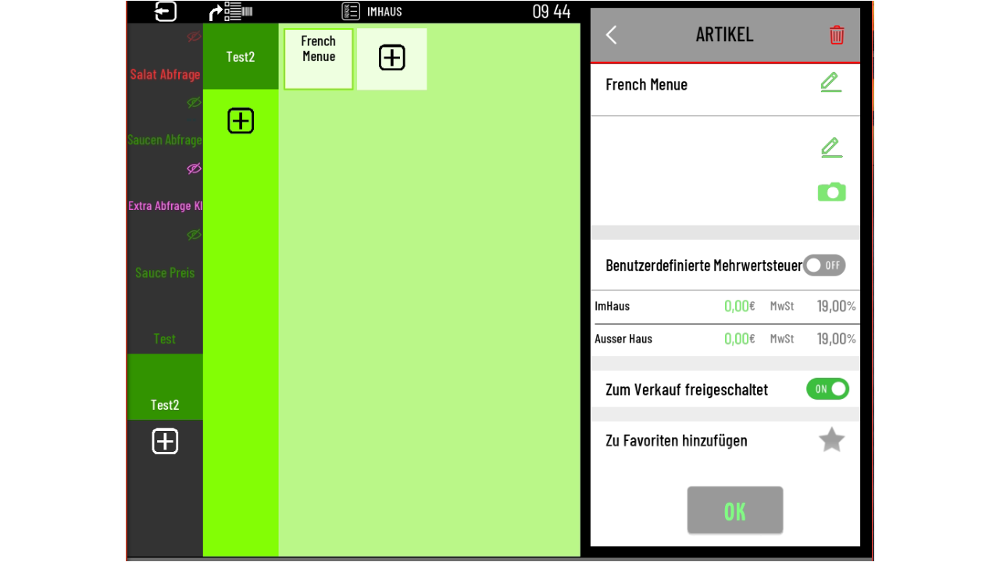 IMHAUS
09 44
Salat Abfrage
Saucen Abfrage
Extra Abfrage Kl
Sauce Preis
Test
Test2
Test2
French
Menue
ARTIKEL
French Menue
Benutzerdefinierte Mehrwertsteuer OFF
ImHaus 0,00€ MwSt 19,00%
Ausser Haus 0,00€ MwSt 19,00%
Zum Verkauf freigeschaltet ON
Zu Favoriten hinzufügen
OK